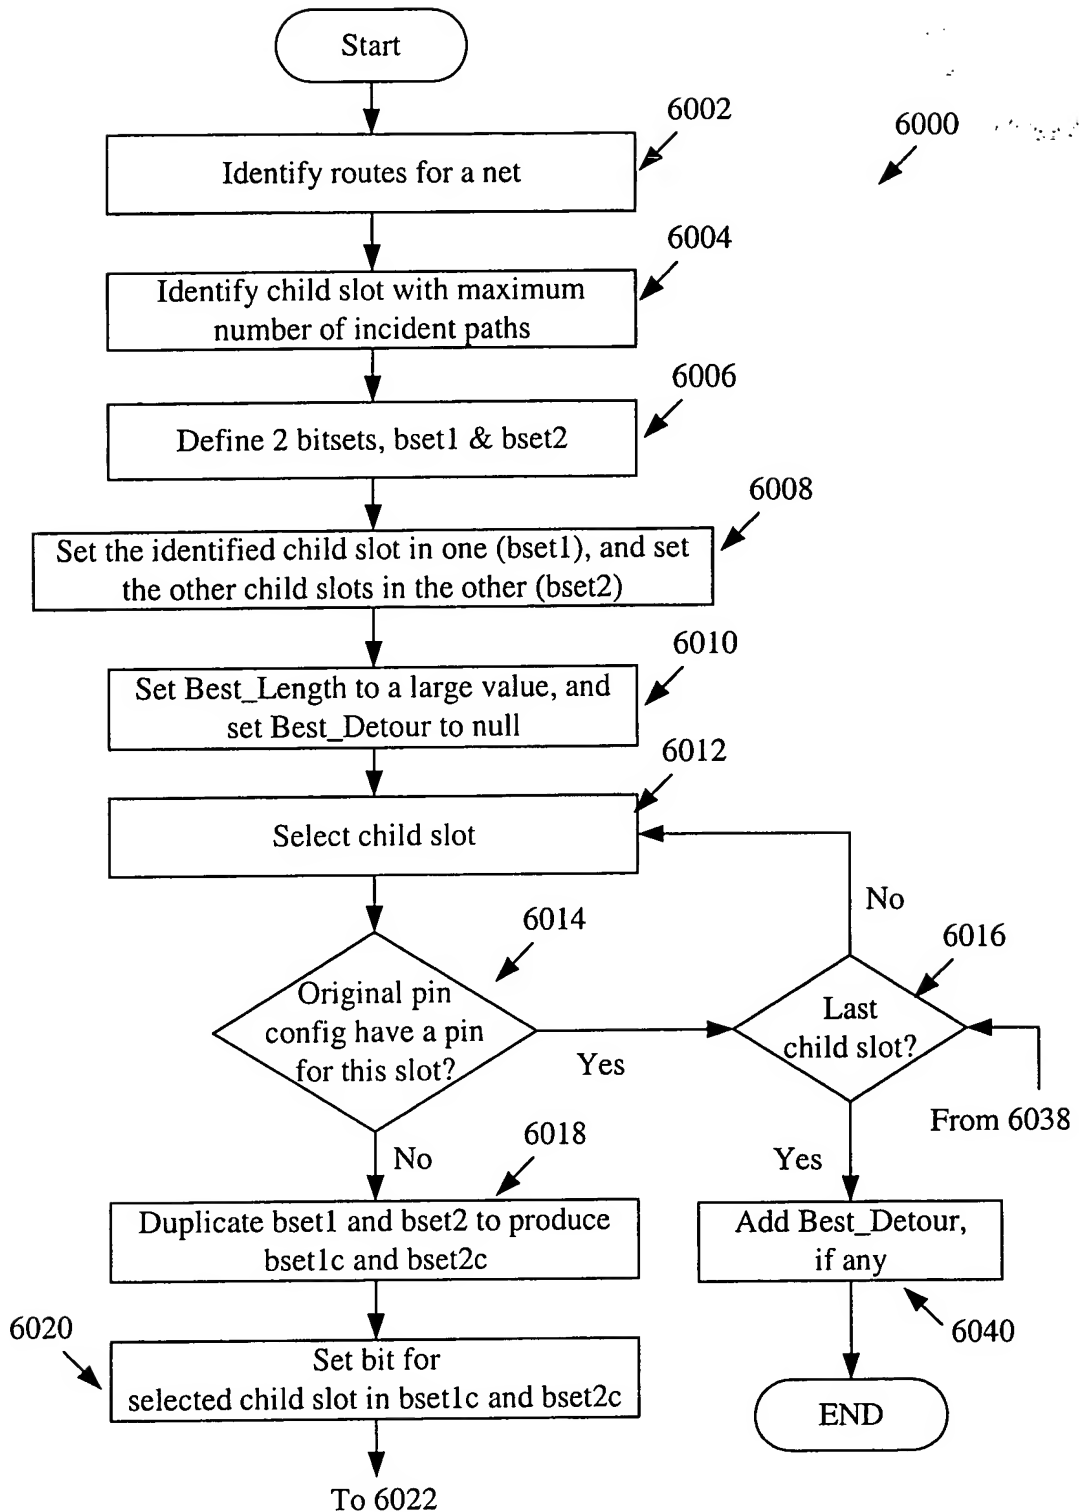 Start
6002
6000
Identify routes for a net
6004
Identify child slot with maximum
number of incident paths
6006
Define 2 bitsets, bset1 & bset2
6008
Set the identified child slot in one (bset1), and set
the other child slots in the other (bset2)
6010
Set Best_Length to a large value, and
set Best_Detour to null
6012
Select child slot
No
6014
6016
Original pin
config have a pin
for this slot?
Yes
Last
child slot?
From 6038
No
6018
Yes
Duplicate bset1 and bset2 to produce
bset1c and bset2c
Add Best_Detour,
if any
6020
6040
Set bit for
selected child slot in bset1c and bset2c
END
To 6022